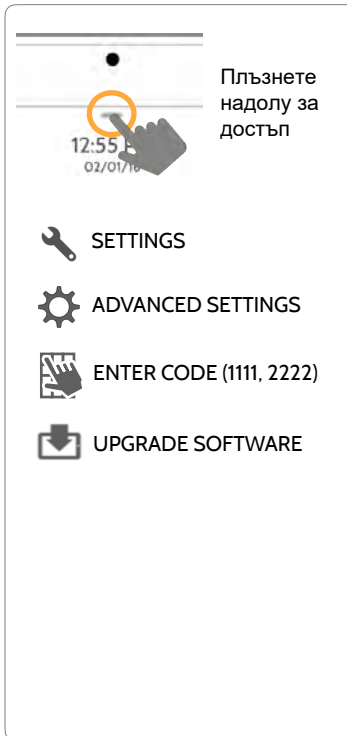 Плъзнете
надолу за
достъп
12:55
02/01/16
SETTINGS
ADVANCED SETTINGS
ENTER CODE (1111, 2222)
UPGRADE SOFTWARE